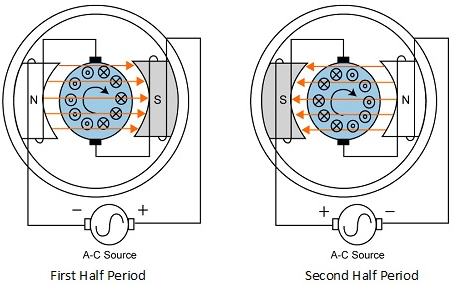 N S
S N
− +
+ −
A-C Source
A-C Source
First Half Period
Second Half Period